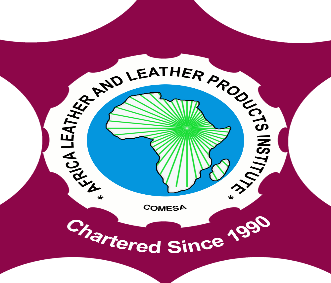 * AFRICA LEATHER AND LEATHER PRODUCTS INSTITUTE *
COMESA
Chartered Since 1990